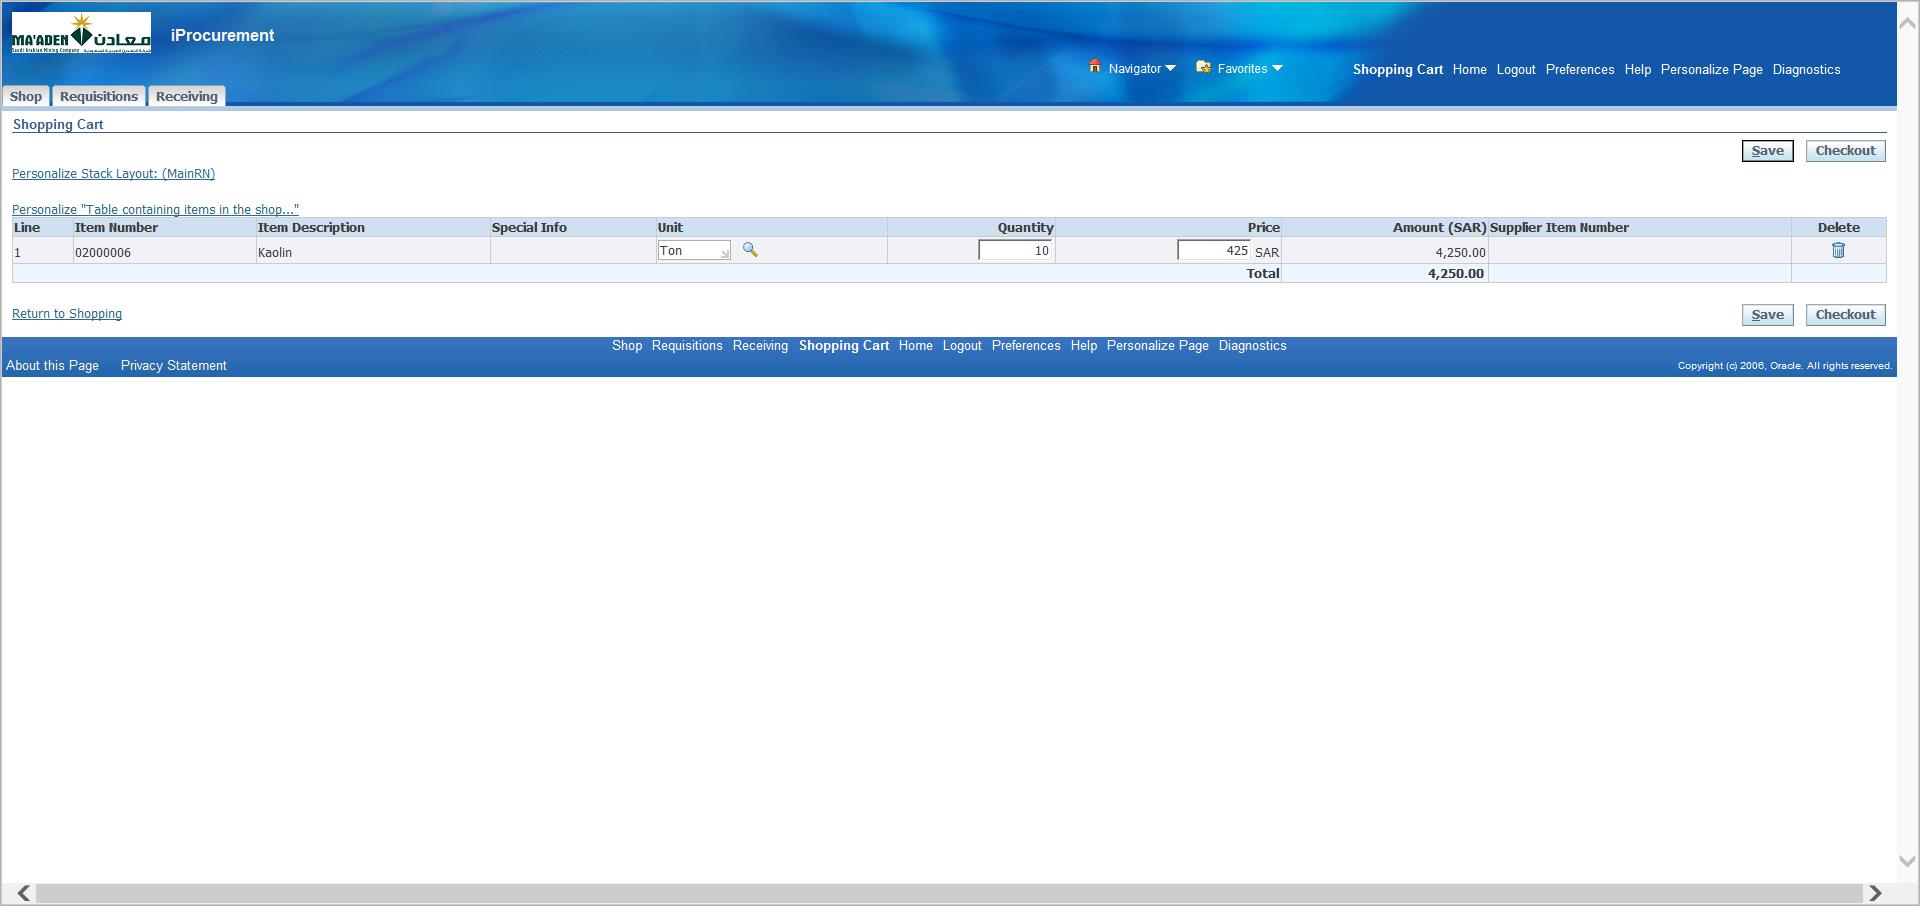 MA'ADEN معادن
Saudi Arabian Mining Company
iProcurement
Navigator Favorites Shopping Cart Home Logout Preferences Help Personalize Page Diagnostics
Shop Requisitions Receiving
Shopping Cart
Save Checkout
Personalize Stack Layout: (MainRN)
Personalize "Table containing items in the shop..."
Line Item Number Item Description Special Info Unit Quantity Price Amount (SAR) Supplier Item Number Delete
1 02000006 Kaolin Ton 10 425 SAR 4,250.00
Total 4,250.00
Return to Shopping Save Checkout
Shop Requisitions Receiving Shopping Cart Home Logout Preferences Help Personalize Page Diagnostics
About this Page Privacy Statement Copyright (c) 2006, Oracle. All rights reserved.